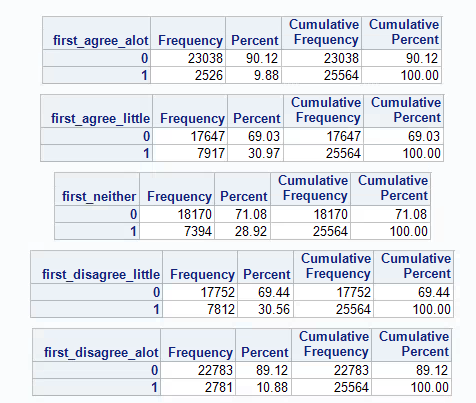 Cumulative Cumulative
first_agree_alot Frequency Percent Frequency Percent
0 23038 90.12 23038 90.12
1 2526 9.88 25564 100.00
Cumulative Cumulative
first_agree_little Frequency Percent Frequency Percent
0 17647 69.03 17647 69.03
1 7917 30.97 25564 100.00
Cumulative Cumulative
first_neither Frequency Percent Frequency Percent
0 18170 71.08 18170 71.08
1 7394 28.92 25564 100.00
Cumulative Cumulative
first_disagree_little Frequency Percent Frequency Percent
0 17752 69.44 17752 69.44
1 7812 30.56 25564 100.00
Cumulative Cumulative
first_disagree_alot Frequency Percent Frequency Percent
0 22783 89.12 22783 89.12
1 2781 10.88 25564 100.00